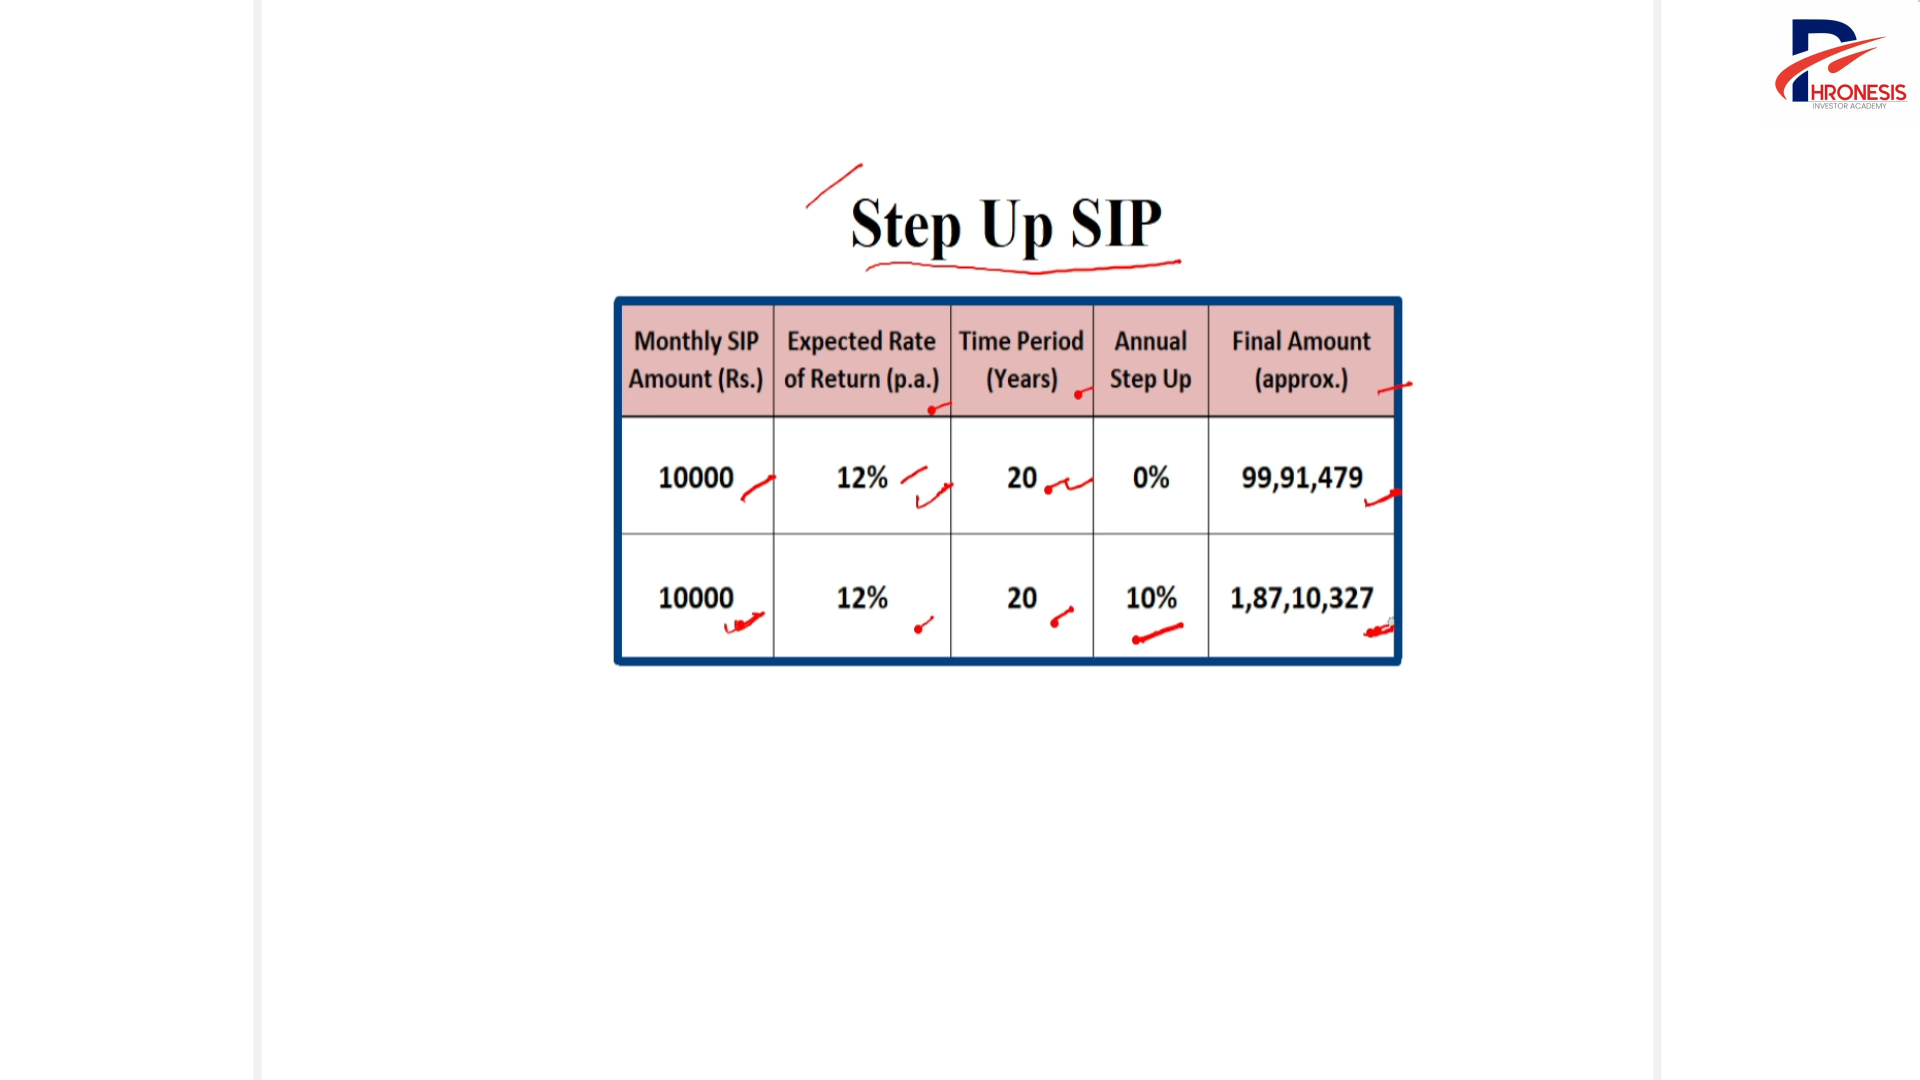 PHRONESIS
INVESTOR ACADEMY
Step Up SIP
Monthly SIP Amount (Rs.) Expected Rate of Return (p.a.) Time Period (Years) Annual Step Up Final Amount (approx.)
10000 12% 20 0% 99,91,479
10000 12% 20 10% 1,87,10,327